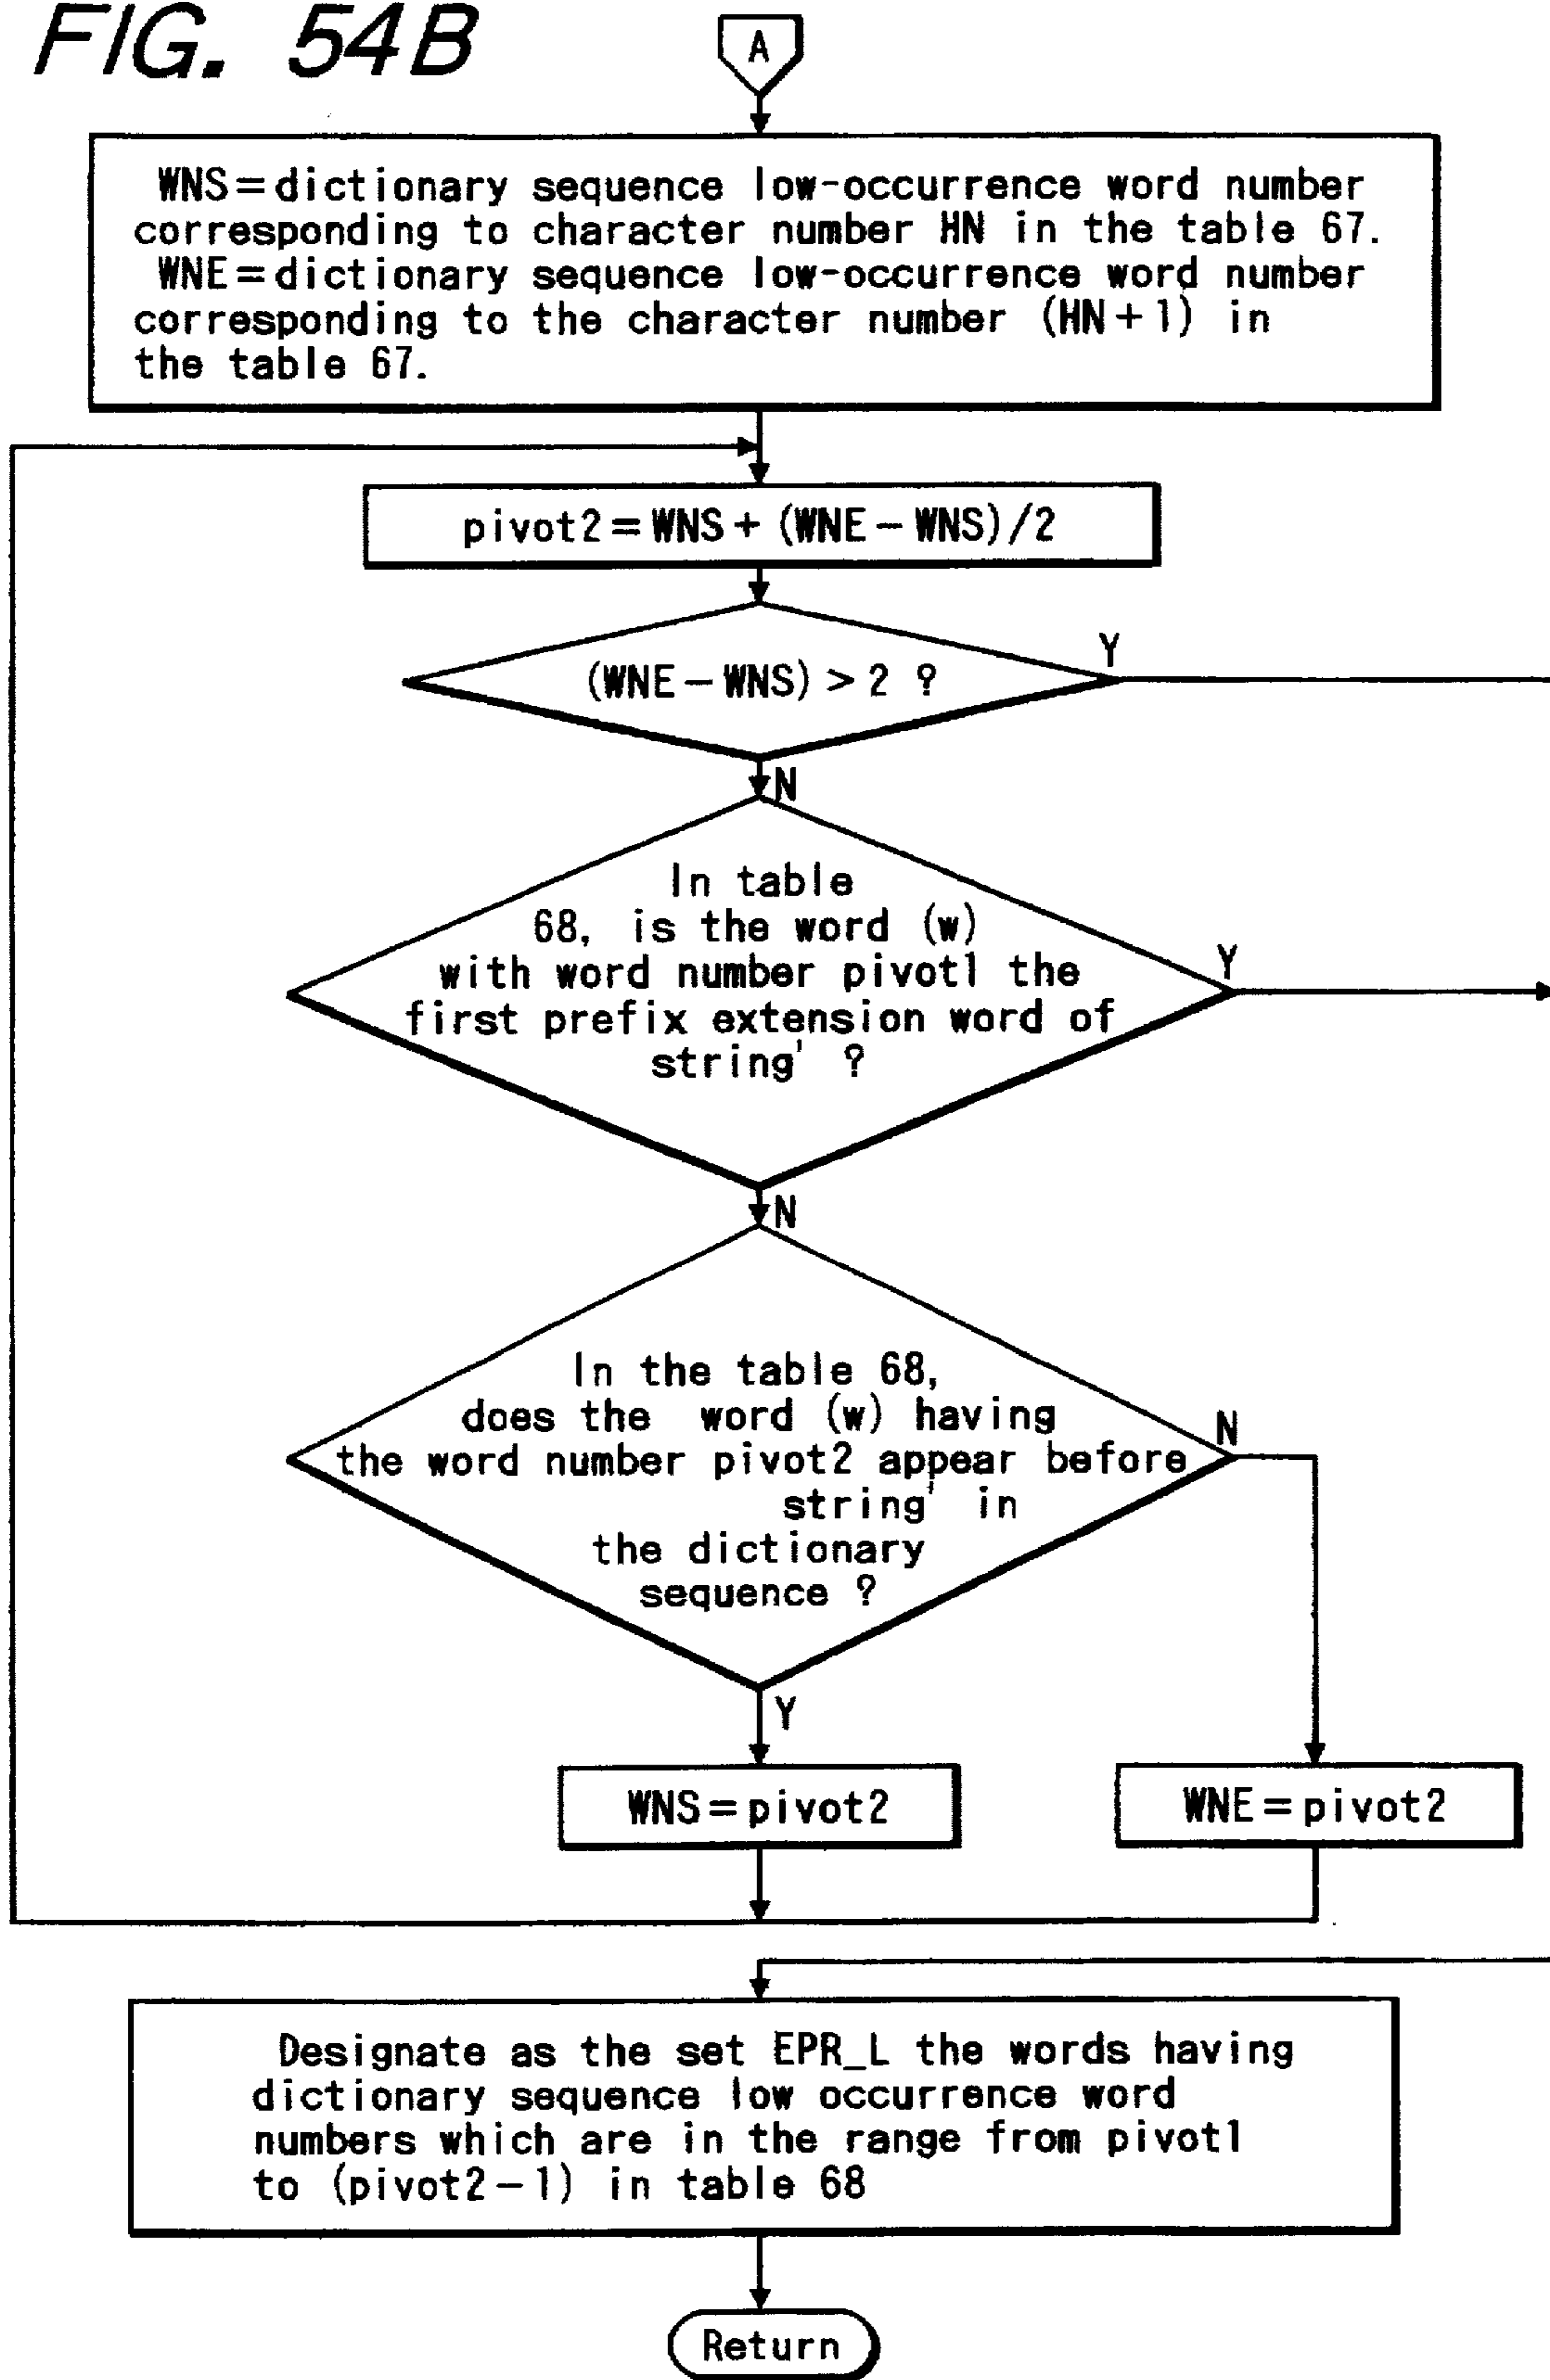 FIG. 54B
A
WNS=dictionary sequence low-occurrence word number
corresponding to character number HN in the table 67.
WNE=dictionary sequence low-occurrence word number
corresponding to the character number (HN+1) in
the table 67.
pivot2=WNS+(WNE-WNS)/2
(WNE-WNS)>2 ?
Y
N
In table
68, is the word (w)
with word number pivot1 the
first prefix extension word of
string' ?
Y
N
In the table 68,
does the word (w) having
the word number pivot2 appear before
string' in
the dictionary
sequence ?
N
Y
WNS=pivot2
WNE=pivot2
Designate as the set EPR_L the words having
dictionary sequence low occurrence word
numbers which are in the range from pivot1
to (pivot2-1) in table 68
Return